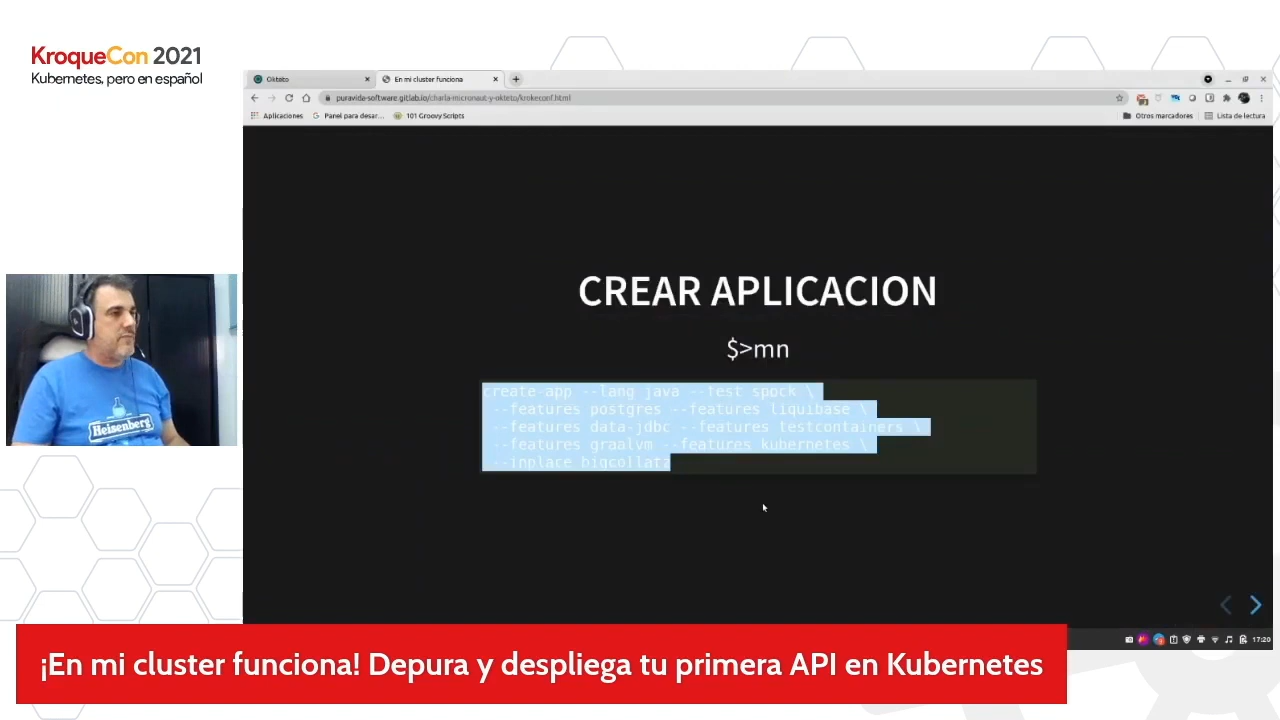 KroqueCon 2021
Kubernetes, pero en español
Okteto
En mi cluster funciona
puravida-software.gitlab.io/charla-micronaut-y-okteto/krokeconf.html
Aplicaciones
Panel para desar...
101 Groovy Scripts
Otros marcadores
Lista de lectura
CREAR APLICACION
$>mn
create-app --lang java --test spock \
--features postgres --features liquibase \
--features data-jdbc --features testcontainers \
--features graalvm --features kubernetes \
--inplace bigcollatz
Heisenberg
17:20
¡En mi cluster funciona! Depura y despliega tu primera API en Kubernetes